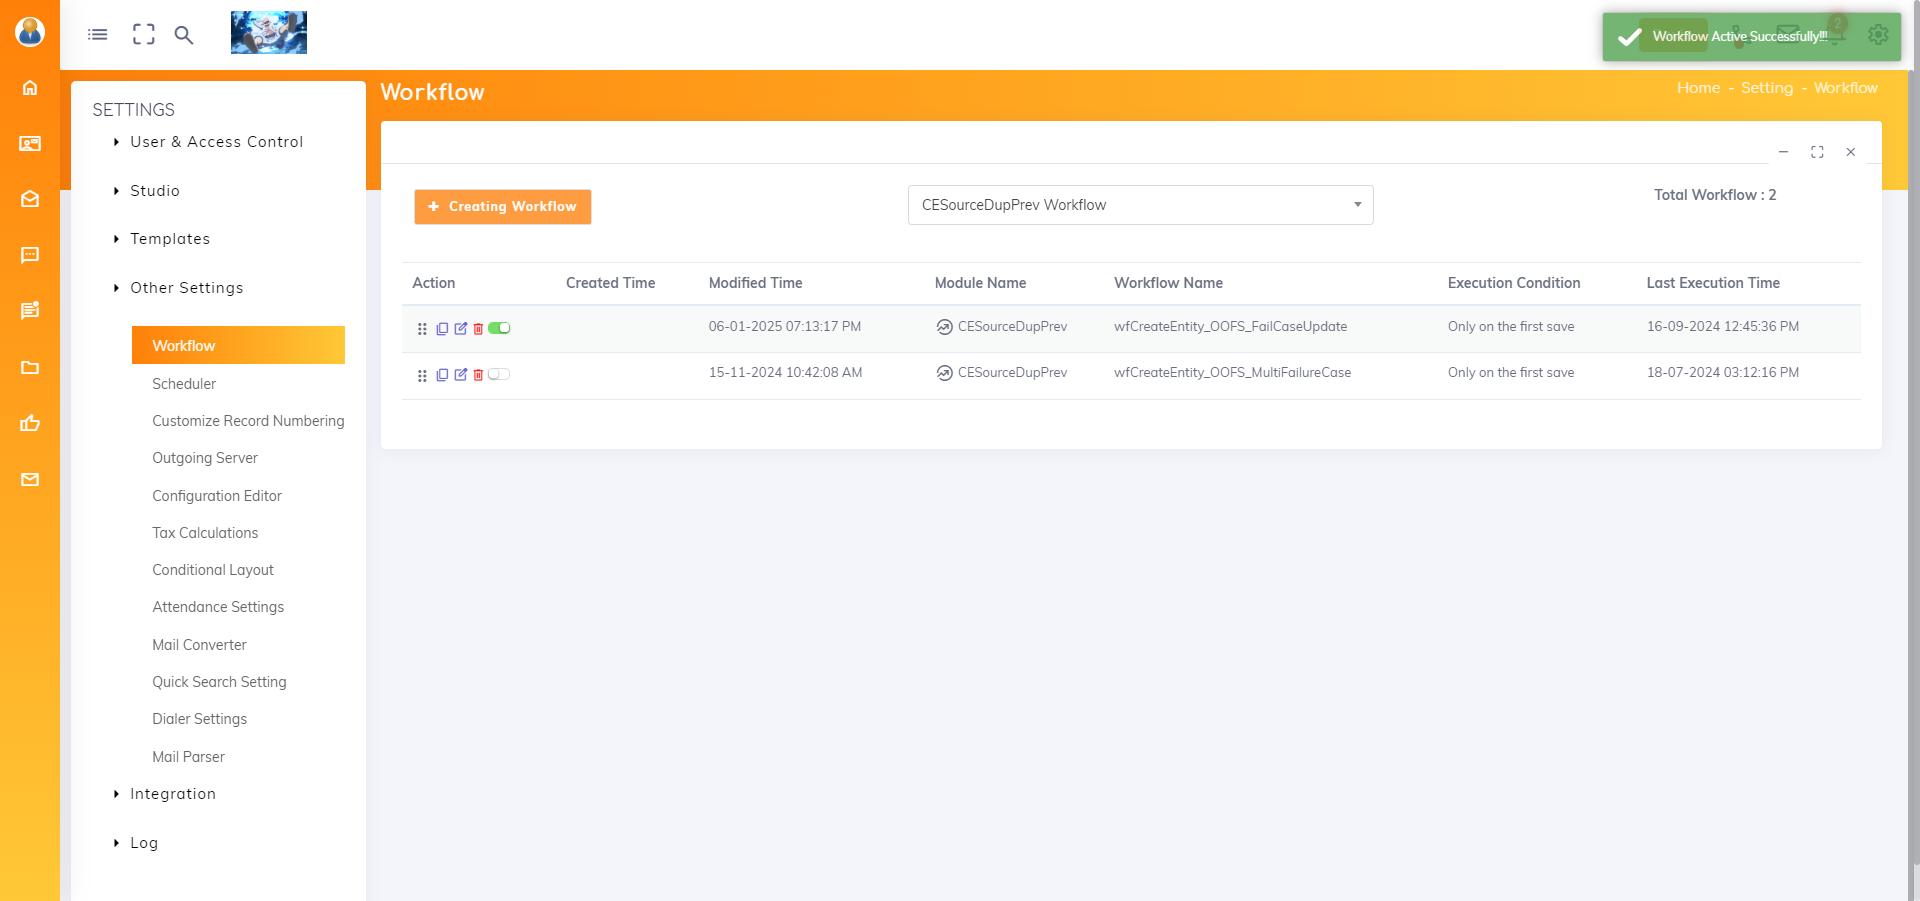 Workflow Active Successfully!!!
2
SETTINGS
User & Access Control
Studio
Templates
Other Settings
Workflow
Scheduler
Customize Record Numbering
Outgoing Server
Configuration Editor
Tax Calculations
Conditional Layout
Attendance Settings
Mail Converter
Quick Search Setting
Dialer Settings
Mail Parser
Integration
Log
Workflow
Home - Setting - Workflow
+ Creating Workflow
CESourceDupPrev Workflow
Total Workflow : 2
Action Created Time Modified Time Module Name Workflow Name Execution Condition Last Execution Time
06-01-2025 07:13:17 PM CESourceDupPrev wfCreateEntity_OOFS_FailCaseUpdate Only on the first save 16-09-2024 12:45:36 PM
15-11-2024 10:42:08 AM CESourceDupPrev wfCreateEntity_OOFS_MultiFailureCase Only on the first save 18-07-2024 03:12:16 PM